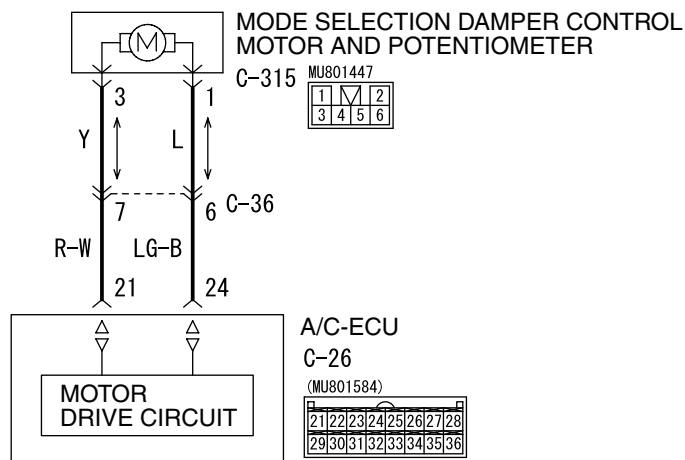 MODE SELECTION DAMPER CONTROL
MOTOR AND POTENTIOMETER
M
C-315
MU801447
1 2
3 4 5 6
3 1
Y L
7 6 C-36
R-W LG-B
21 24
A/C-ECU
C-26
(MU801584)
21 22 23 24 25 26 27 28
29 30 31 32 33 34 35 36
MOTOR
DRIVE CIRCUIT